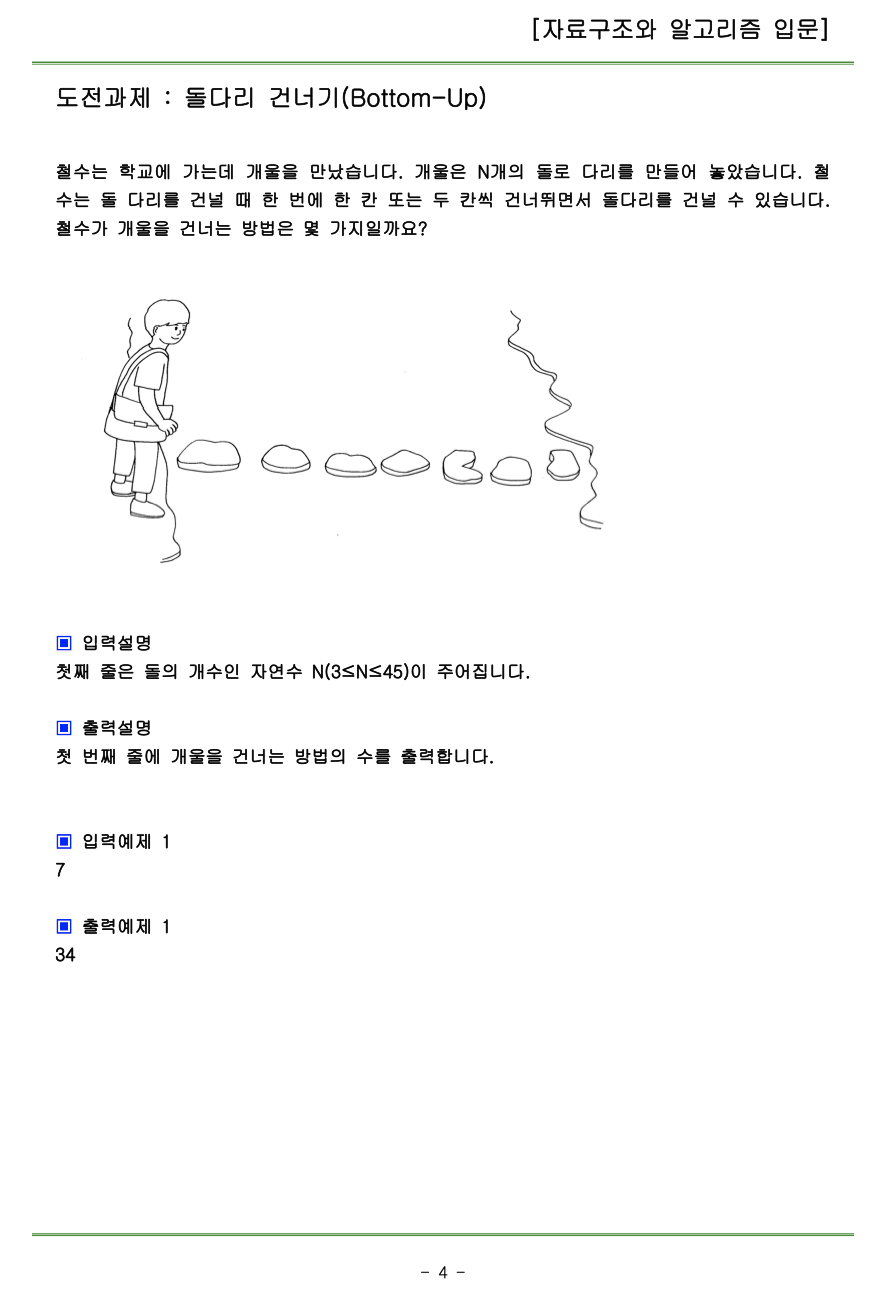 [자료구조와 알고리즘 입문]
도전과제 : 돌다리 건너기(Bottom-Up)
철수는 학교에 가는데 개울을 만났습니다. 개울은 N개의 돌로 다리를 만들어 놓았습니다. 철
수는 돌 다리를 건널 때 한 번에 한 칸 또는 두 칸씩 건너뛰면서 돌다리를 건널 수 있습니다.
철수가 개울을 건너는 방법은 몇 가지일까요?
▣ 입력설명
첫째 줄은 돌의 개수인 자연수 N(3≤N≤45)이 주어집니다.
▣ 출력설명
첫 번째 줄에 개울을 건너는 방법의 수를 출력합니다.
▣ 입력예제 1
7
▣ 출력예제 1
34
- 4 -